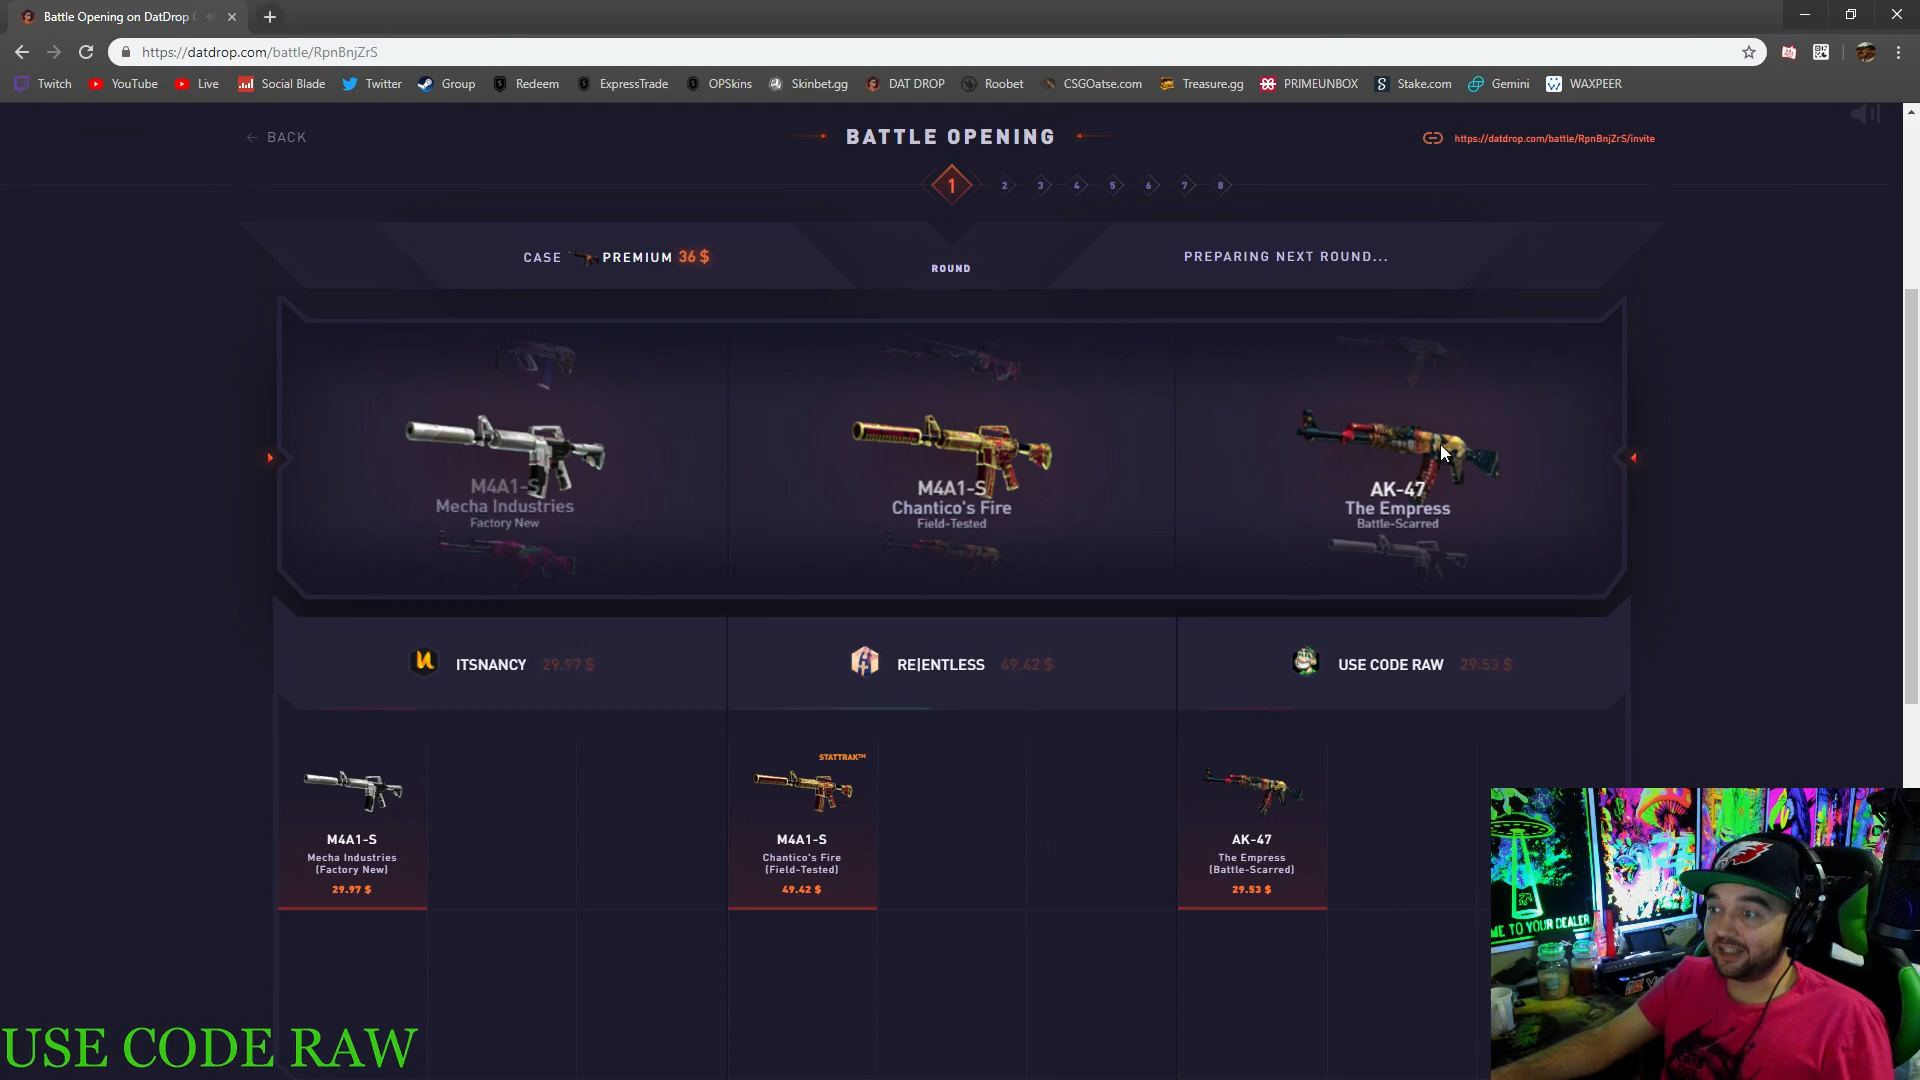 Battle Opening on DatDrop
https://datdrop.com/battle/RpnBnjZrS
Twitch YouTube Live Social Blade Twitter Group Redeem ExpressTrade OPSkins Skinbet.gg DAT DROP Roobet CSGOatse.com Treasure.gg PRIMEUNBOX Stake.com Gemini WAXPEER
← BACK
BATTLE OPENING
https://datdrop.com/battle/RpnBnjZrS/invite
1 2 3 4 5 6 7 8
CASE PREMIUM 36 $
ROUND
PREPARING NEXT ROUND...
M4A1-S
Mecha Industries
Factory New
M4A1-S
Chantico's Fire
Field-Tested
AK-47
The Empress
Battle-Scarred
ITSNANCY 29.97 $
RE|ENTLESS 49.42 $
USE CODE RAW 29.53 $
M4A1-S
Mecha Industries
(Factory New)
29.97 $
STATTRAK™
M4A1-S
Chantico's Fire
(Field-Tested)
49.42 $
AK-47
The Empress
(Battle-Scarred)
29.53 $
ME TO YOUR DEALER
USE CODE RAW